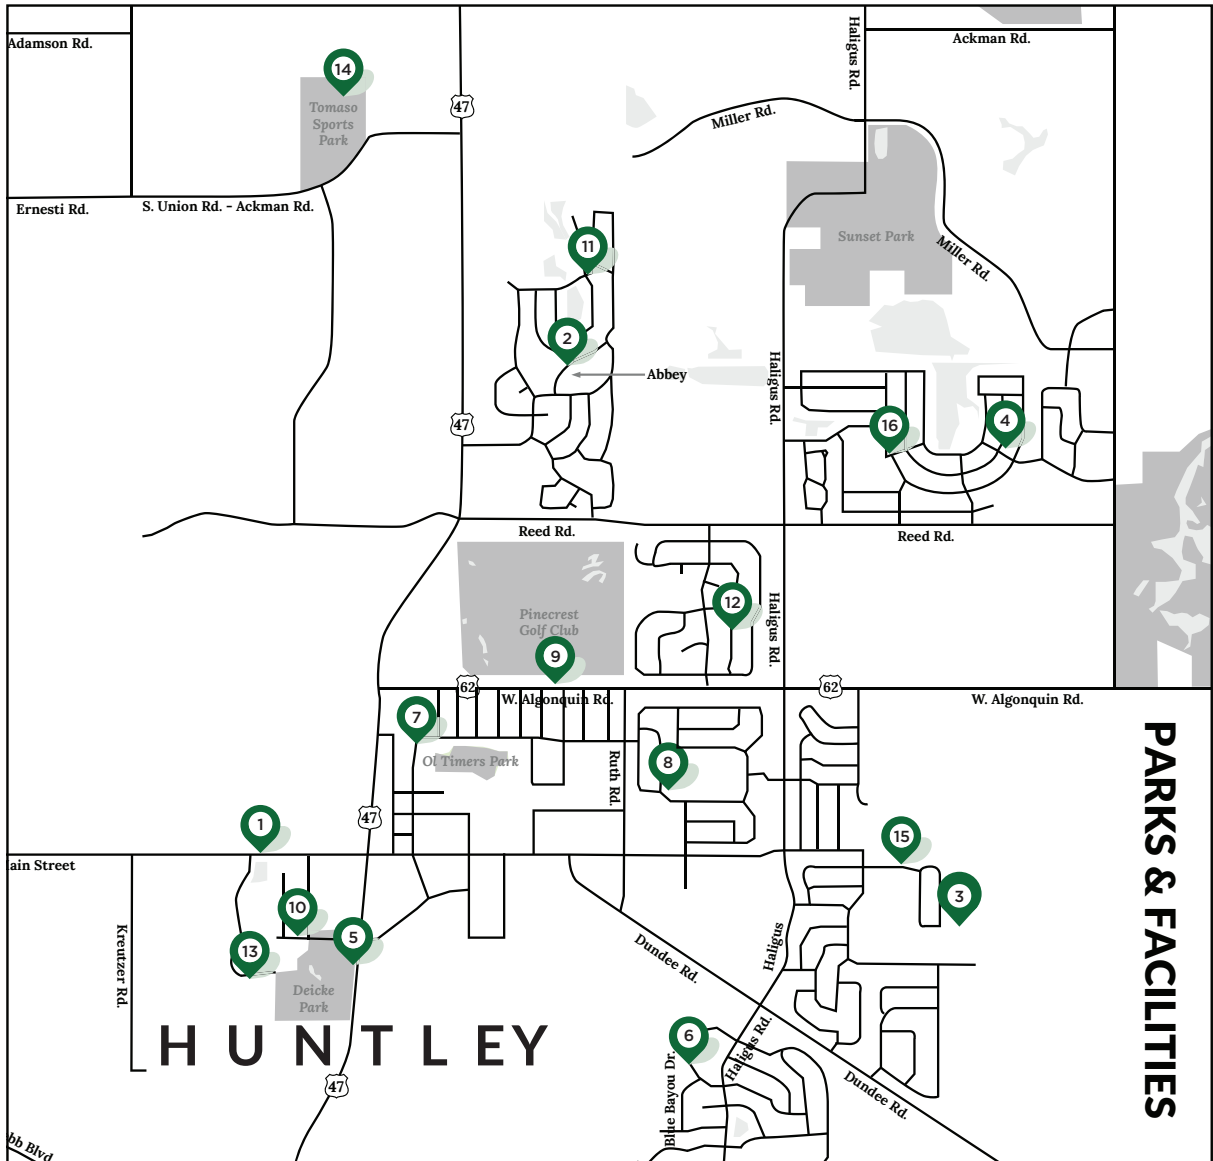 Haligus Rd.
Adamson Rd.
Ackman Rd.
14
Tomaso
Sports
Park
47
Miller Rd.
Ernesti Rd.
S. Union Rd. - Ackman Rd.
11
Sunset Park
Miller Rd.
2
Abbey
Haligus Rd.
47
16
4
Reed Rd.
Reed Rd.
Pinecrest
Golf Club
12
Haligus Rd.
9
62
62
W. Algonquin Rd.
W. Algonquin Rd.
7
Ol Timers Park
8
Ruth Rd.
PARKS & FACILITIES
47
1
15
ain Street
3
10
5
13
Kreutzer Rd.
Dundee Rd.
Haligus
Deicke
Park
HUNTLEY
6
Haligus Rd.
Blue Bayou Dr.
47
Dundee Rd.
bb Blvd